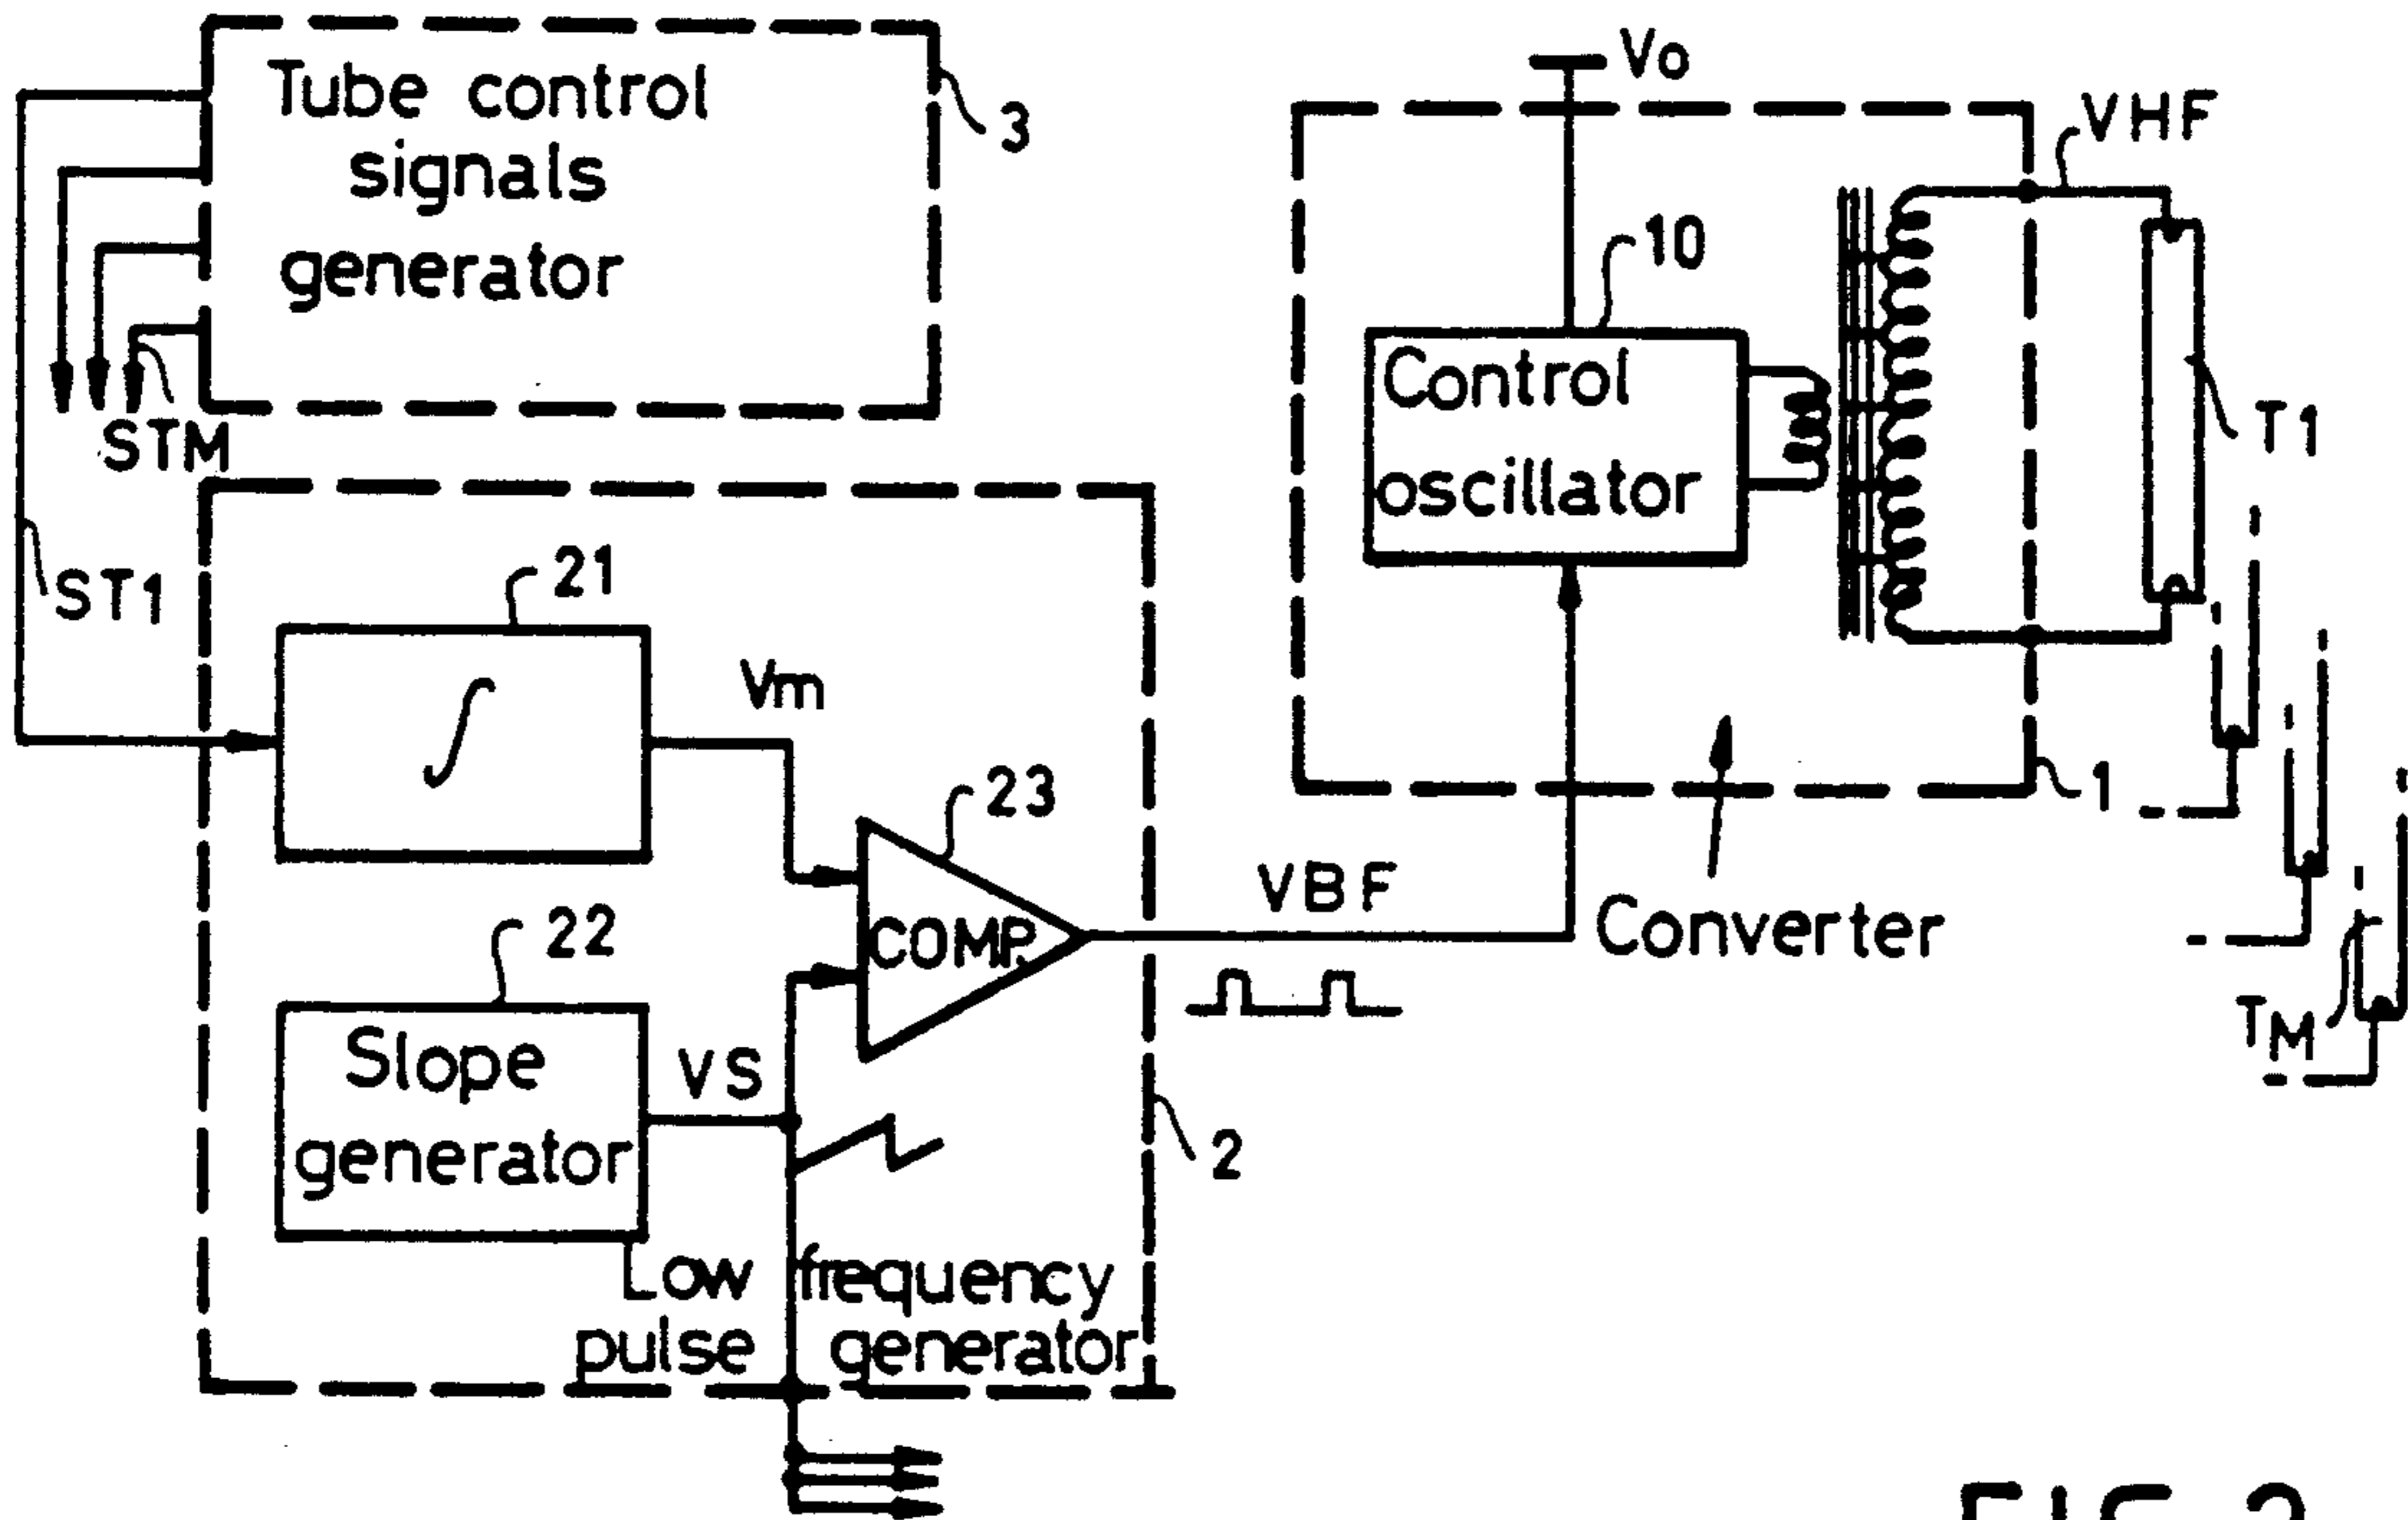 Tube control
signals
generator
3
STM
ST1
21
∫
Vm
22
Slope
generator
VS
23
COMP.
Low frequency
pulse generator
2
VBF
Vo
10
Control
oscillator
VHF
T1
1
Converter
TM